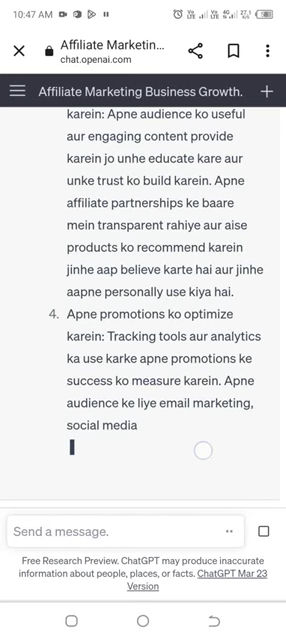 10:47 AM
Vo LTE 4G 27.1 K/s
Affiliate Marketin...
chat.openai.com
Affiliate Marketing Business Growth.
karein: Apne audience ko useful
aur engaging content provide
karein jo unhe educate kare aur
unke trust ko build karein. Apne
affiliate partnerships ke baare
mein transparent rahiye aur aise
products ko recommend karein
jinhe aap believe karte hai aur jinhe
aapne personally use kiya hai.
4. Apne promotions ko optimize
karein: Tracking tools aur analytics
ka use karke apne promotions ke
success ko measure karein. Apne
audience ke liye email marketing,
social media
Send a message.
Free Research Preview. ChatGPT may produce inaccurate
information about people, places, or facts. ChatGPT Mar 23
Version